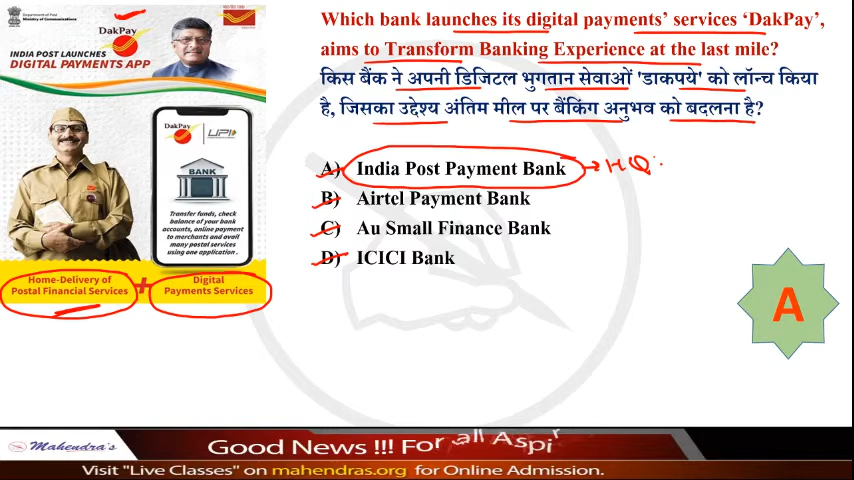 Department of Post
Ministry of Communications
DakPay
INDIA POST LAUNCHES
DIGITAL PAYMENTS APP
DakPay
UPI
BANK
Transfer funds, check
balance of your bank
accounts, online payment
to merchants and avail
many postal services
using one application.
Home-Delivery of
Postal Financial Services
+
Digital
Payments Services
Which bank launches its digital payments’ services ‘DakPay’,
aims to Transform Banking Experience at the last mile?
किस बैंक ने अपनी डिजिटल भुगतान सेवाओं 'डाकपये' को लॉन्च किया
है, जिसका उद्देश्य अंतिम मील पर बैंकिंग अनुभव को बदलना है?
A) India Post Payment Bank → HQ:
B) Airtel Payment Bank
C) Au Small Finance Bank
D) ICICI Bank
A
Mahendra's
Good News !!! For all Aspir
Visit "Live Classes" on mahendras.org for Online Admission.